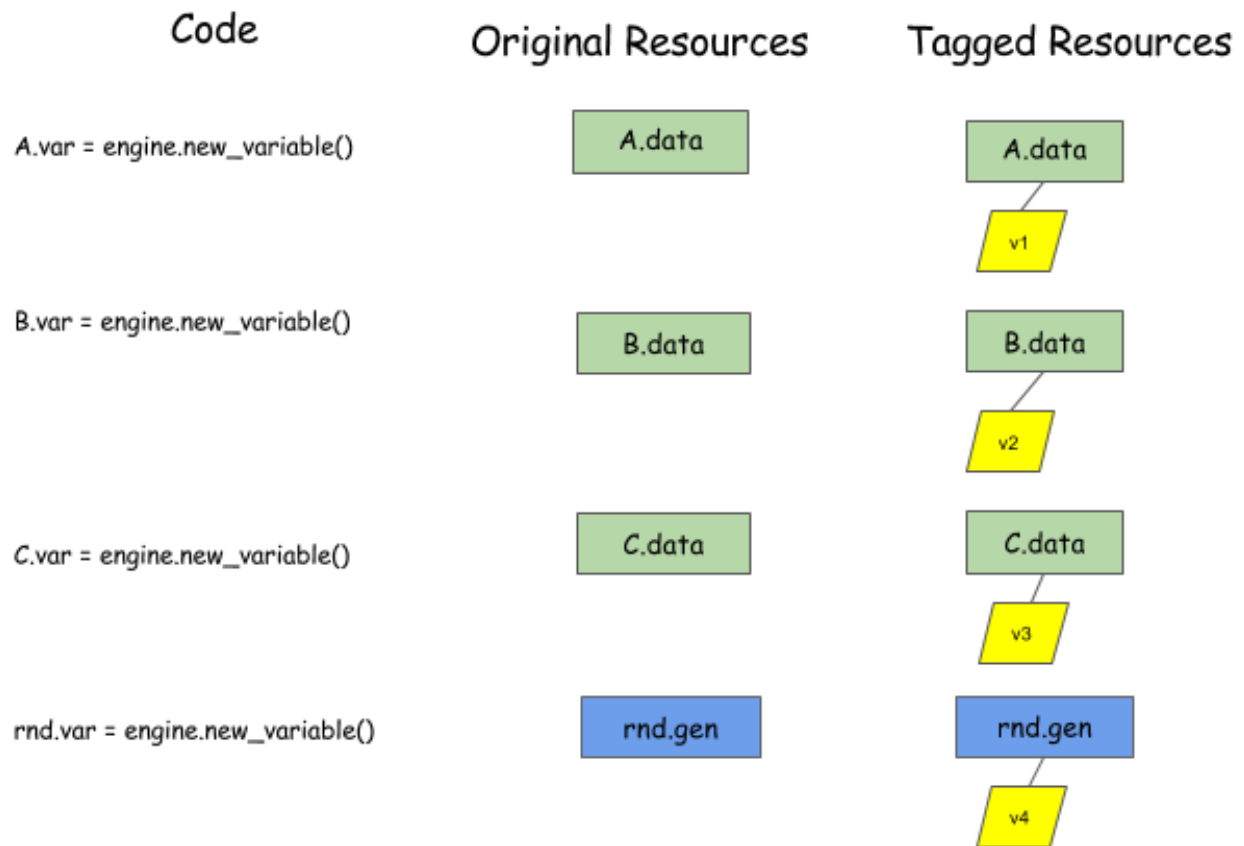 Code
Original Resources
Tagged Resources
A.var = engine.new_variable()
A.data
A.data
v1
B.var = engine.new_variable()
B.data
B.data
v2
C.var = engine.new_variable()
C.data
C.data
v3
rnd.var = engine.new_variable()
rnd.gen
rnd.gen
v4